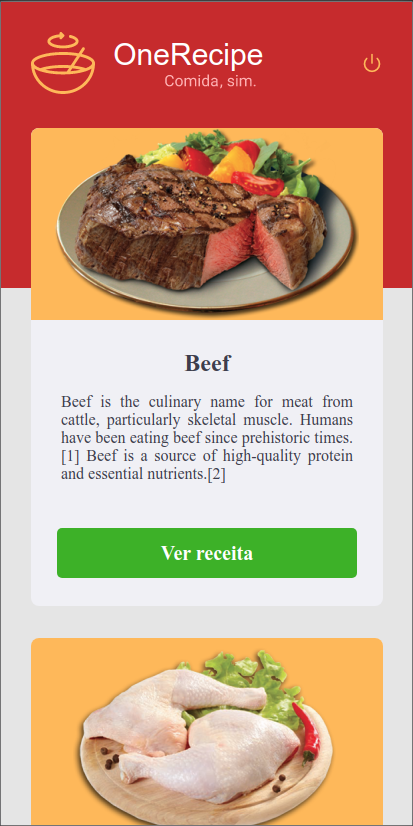 OneRecipe
Comida, sim.
Beef
Beef is the culinary name for meat from
cattle, particularly skeletal muscle. Humans
have been eating beef since prehistoric times.
[1] Beef is a source of high-quality protein
and essential nutrients.[2]
Ver receita